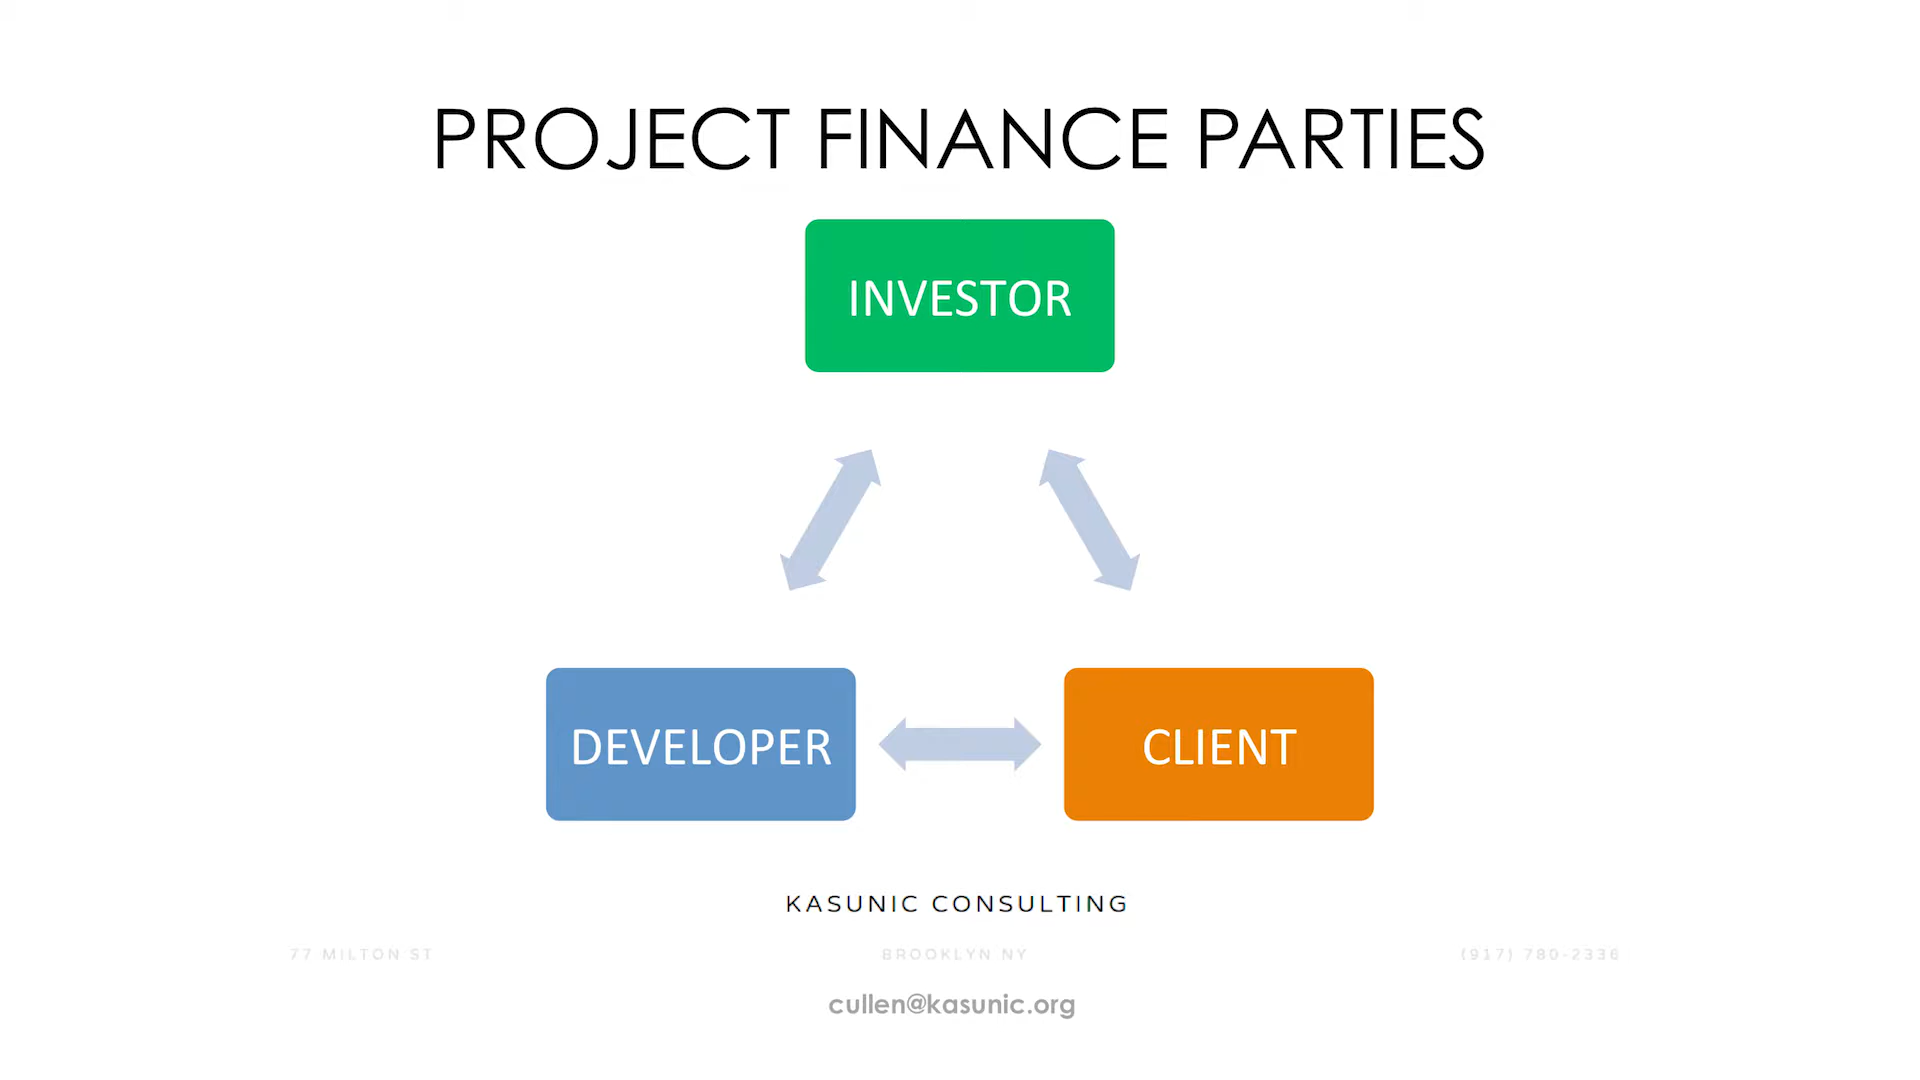 PROJECT FINANCE PARTIES
INVESTOR
DEVELOPER
CLIENT
KASUNIC CONSULTING
77 MILTON ST
BROOKLYN NY
(917) 780-2336
cullen@kasunic.org